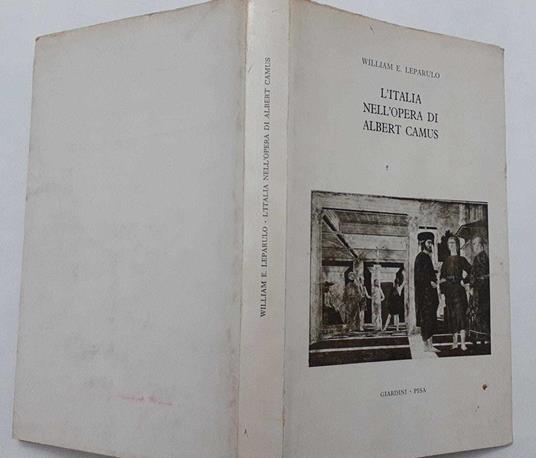 WILLIAM E. LEPARULO
L'ITALIA
NELL'OPERA DI
ALBERT CAMUS
GIARDINI - PISA
WILLIAM E. LEPARULO - L'ITALIA NELL'OPERA DI ALBERT CAMUS